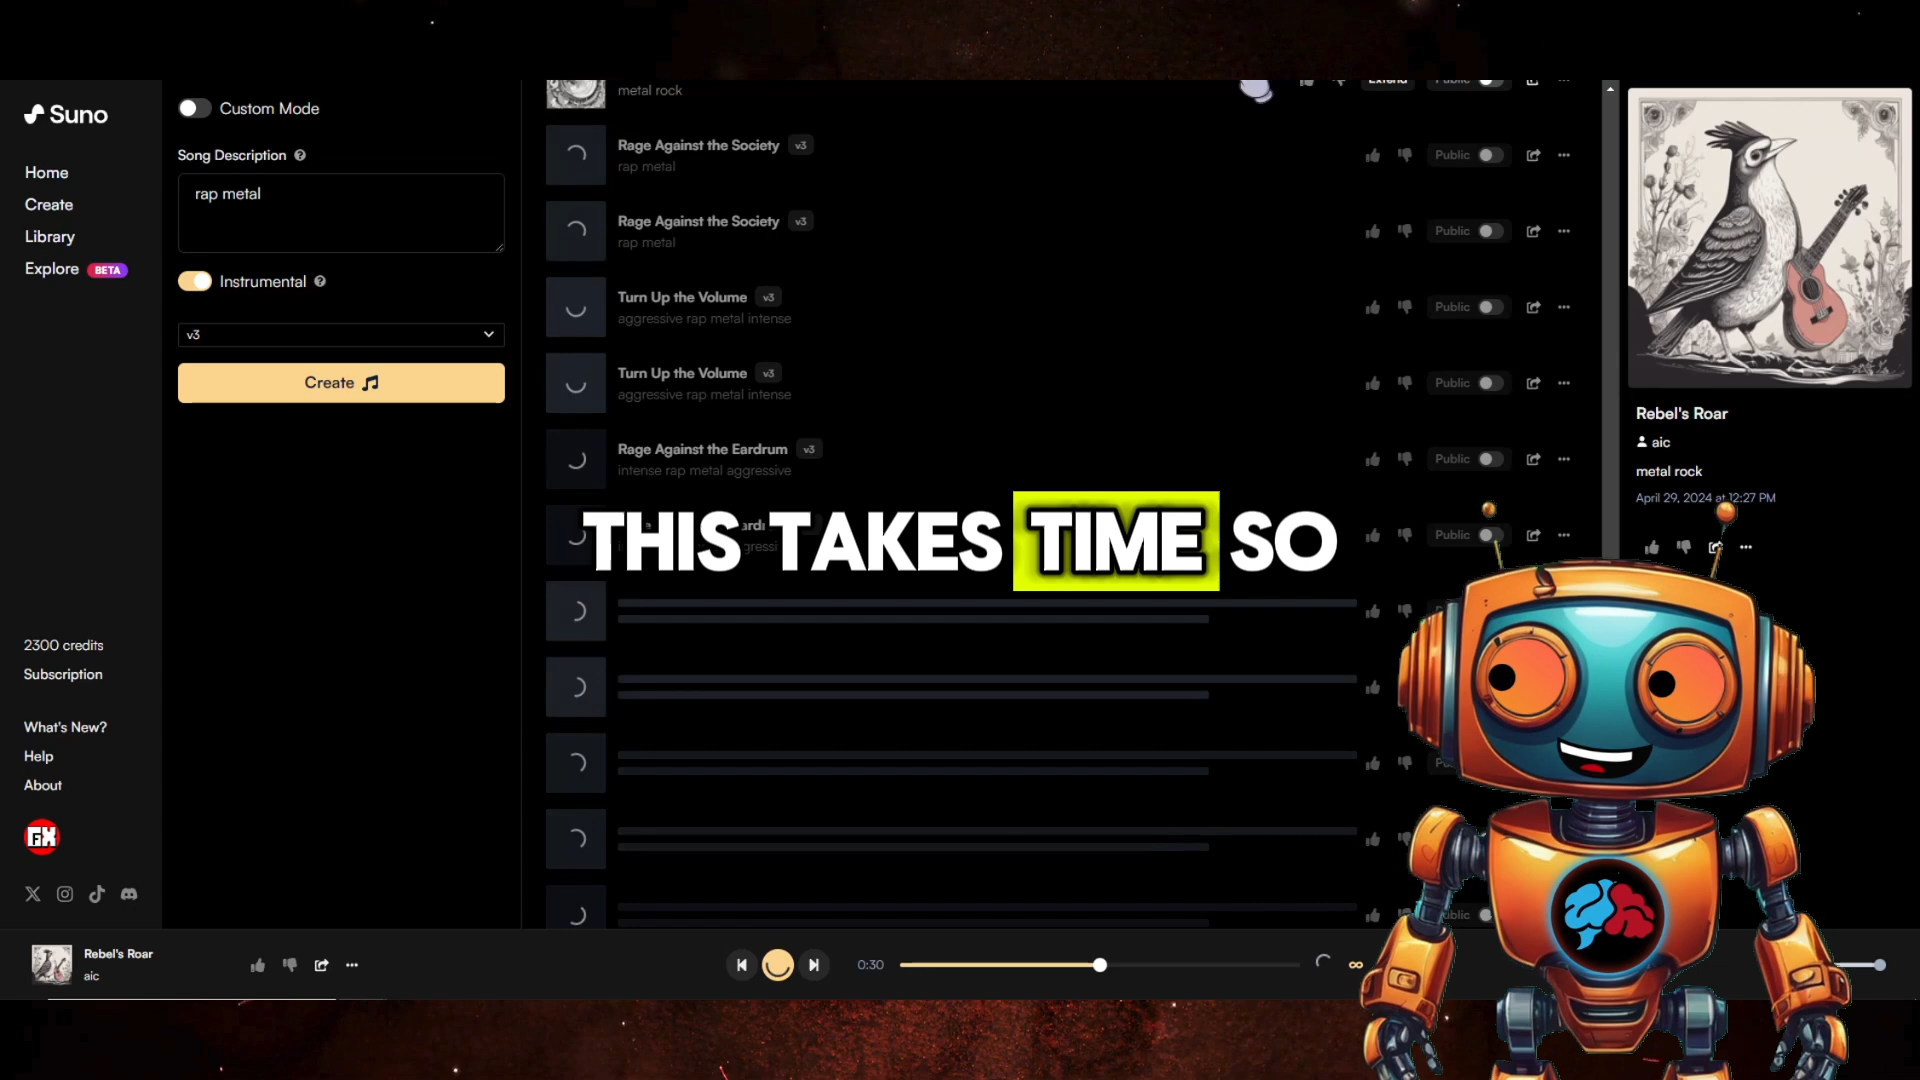 Suno
Home
Create
Library
Explore BETA
2300 credits
Subscription
What's New?
Help
About
FX
Custom Mode
Song Description
rap metal
Instrumental
v3
Create
metal rock
Extend Public
Rage Against the Society v3
rap metal
Public
Rage Against the Society v3
rap metal
Public
Turn Up the Volume v3
aggressive rap metal intense
Public
Turn Up the Volume v3
aggressive rap metal intense
Public
Rage Against the Eardrum v3
intense rap metal aggressive
Public
THIS TAKES TIME SO
Public
Rebel's Roar
aic
metal rock
April 29, 2024 at 12:27 PM
Rebel's Roar
aic
0:30